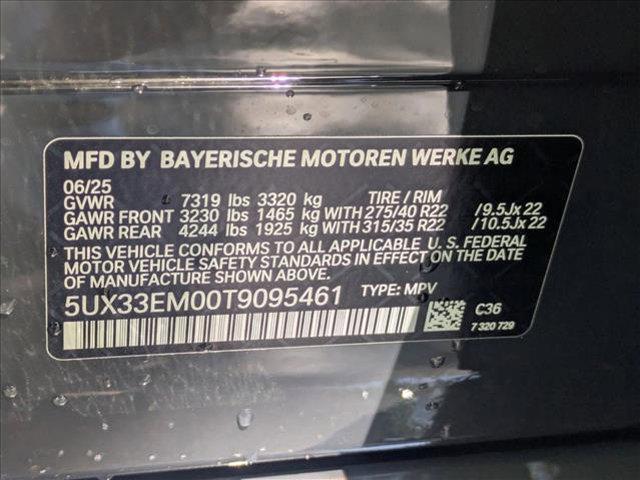 MFD BY BAYERISCHE MOTOREN WERKE AG
06/25
GVWR 7319 lbs 3320 kg TIRE / RIM
GAWR FRONT 3230 lbs 1465 kg WITH 275/40 R22 /9.5Jx 22
GAWR REAR 4244 lbs 1925 kg WITH 315/35 R22 /10.5Jx 22
THIS VEHICLE CONFORMS TO ALL APPLICABLE U. S. FEDERAL
MOTOR VEHICLE SAFETY STANDARDS IN EFFECT ON THE DATE
OF MANUFACTURE SHOWN ABOVE.
5UX33EM00T9095461 TYPE: MPV
C36
7 320 729